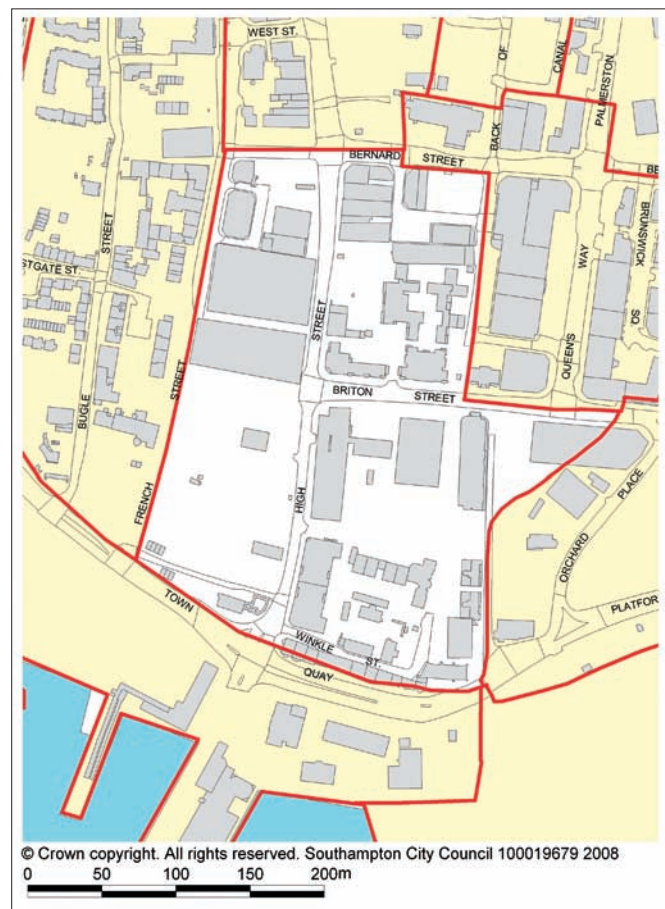 WEST ST.
OF
CANAL
PALMERSTON
BACK
BERNARD STREET
BE
STREET
BRUNSWICK
SQ.
WAY
QUEEN'S
STGATE ST.
STREET
STREET
BRITON STREET
BUGLE
FRENCH
HIGH
PLACE
ORCHARD
TOWN
PLATFOR
WINKLE ST.
QUAY
© Crown copyright. All rights reserved. Southampton City Council 100019679 2008
0 50 100 150 200m